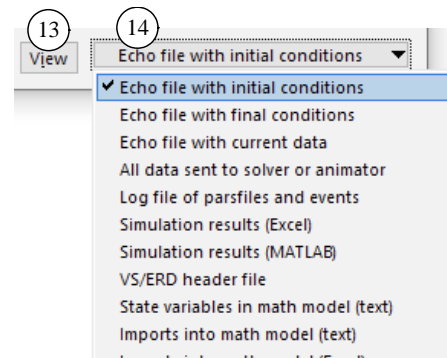 13 14
View Echo file with initial conditions
Echo file with initial conditions
Echo file with final conditions
Echo file with current data
All data sent to solver or animator
Log file of parsfiles and events
Simulation results (Excel)
Simulation results (MATLAB)
VS/ERD header file
State variables in math model (text)
Imports into math model (text)